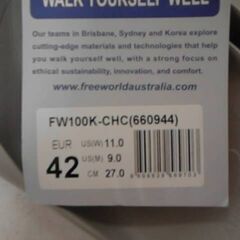 WALK YOURSELF WELL
Our teams in Brisbane, Sydney and Korea explore
cutting-edge materials and technologies that help
you walk yourself well, with a strong focus on
ethical sustainability, innovation, comfort, and
enjoyment.
www.freeworldaustralia.com
FW100K-CHC(660944)
EUR US(W) 11.0
42 US(M) 9.0
CM 27.0